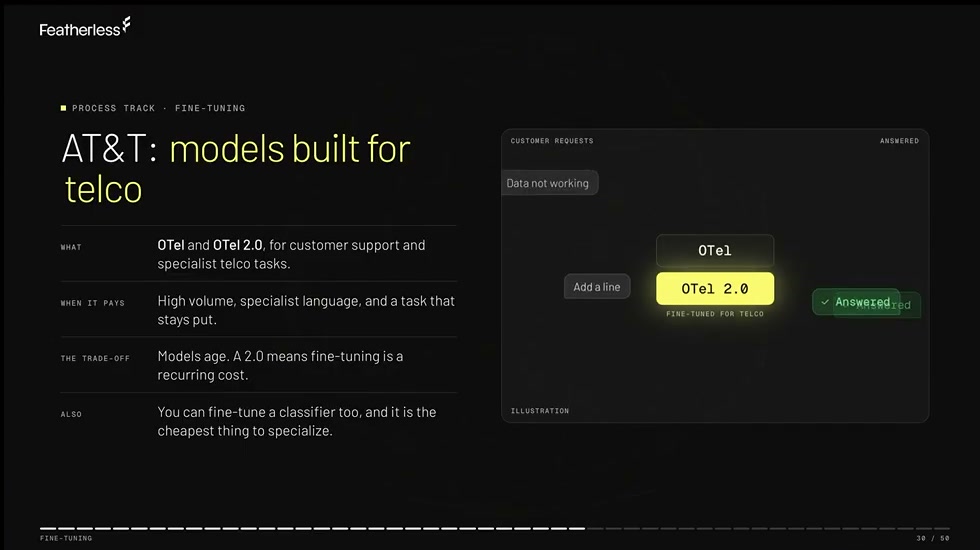 Featherless
PROCESS TRACK · FINE-TUNING
AT&T: models built for
telco
WHAT
OTel and OTel 2.0, for customer support and
specialist telco tasks.
WHEN IT PAYS
High volume, specialist language, and a task that
stays put.
THE TRADE-OFF
Models age. A 2.0 means fine-tuning is a
recurring cost.
ALSO
You can fine-tune a classifier too, and it is the
cheapest thing to specialize.
CUSTOMER REQUESTS
ANSWERED
Data not working
OTel
Add a line
OTel 2.0
FINE-TUNED FOR TELCO
✓ Answered
Answered
ILLUSTRATION
FINE-TUNING
30 / 50